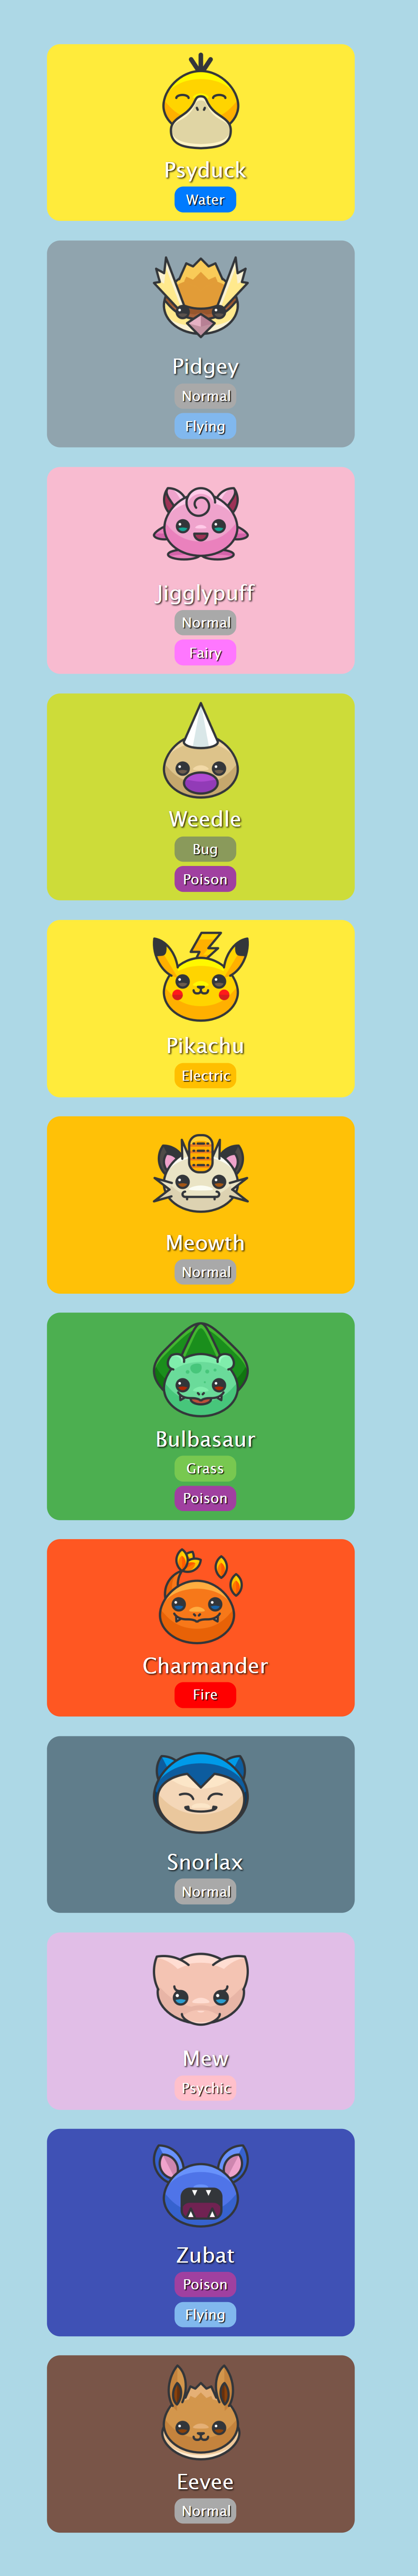 Psyduck
Water
Pidgey
Normal
Flying
Jigglypuff
Normal
Fairy
Weedle
Bug
Poison
Pikachu
Electric
Meowth
Normal
Bulbasaur
Grass
Poison
Charmander
Fire
Snorlax
Normal
Mew
Psychic
Zubat
Poison
Flying
Eevee
Normal